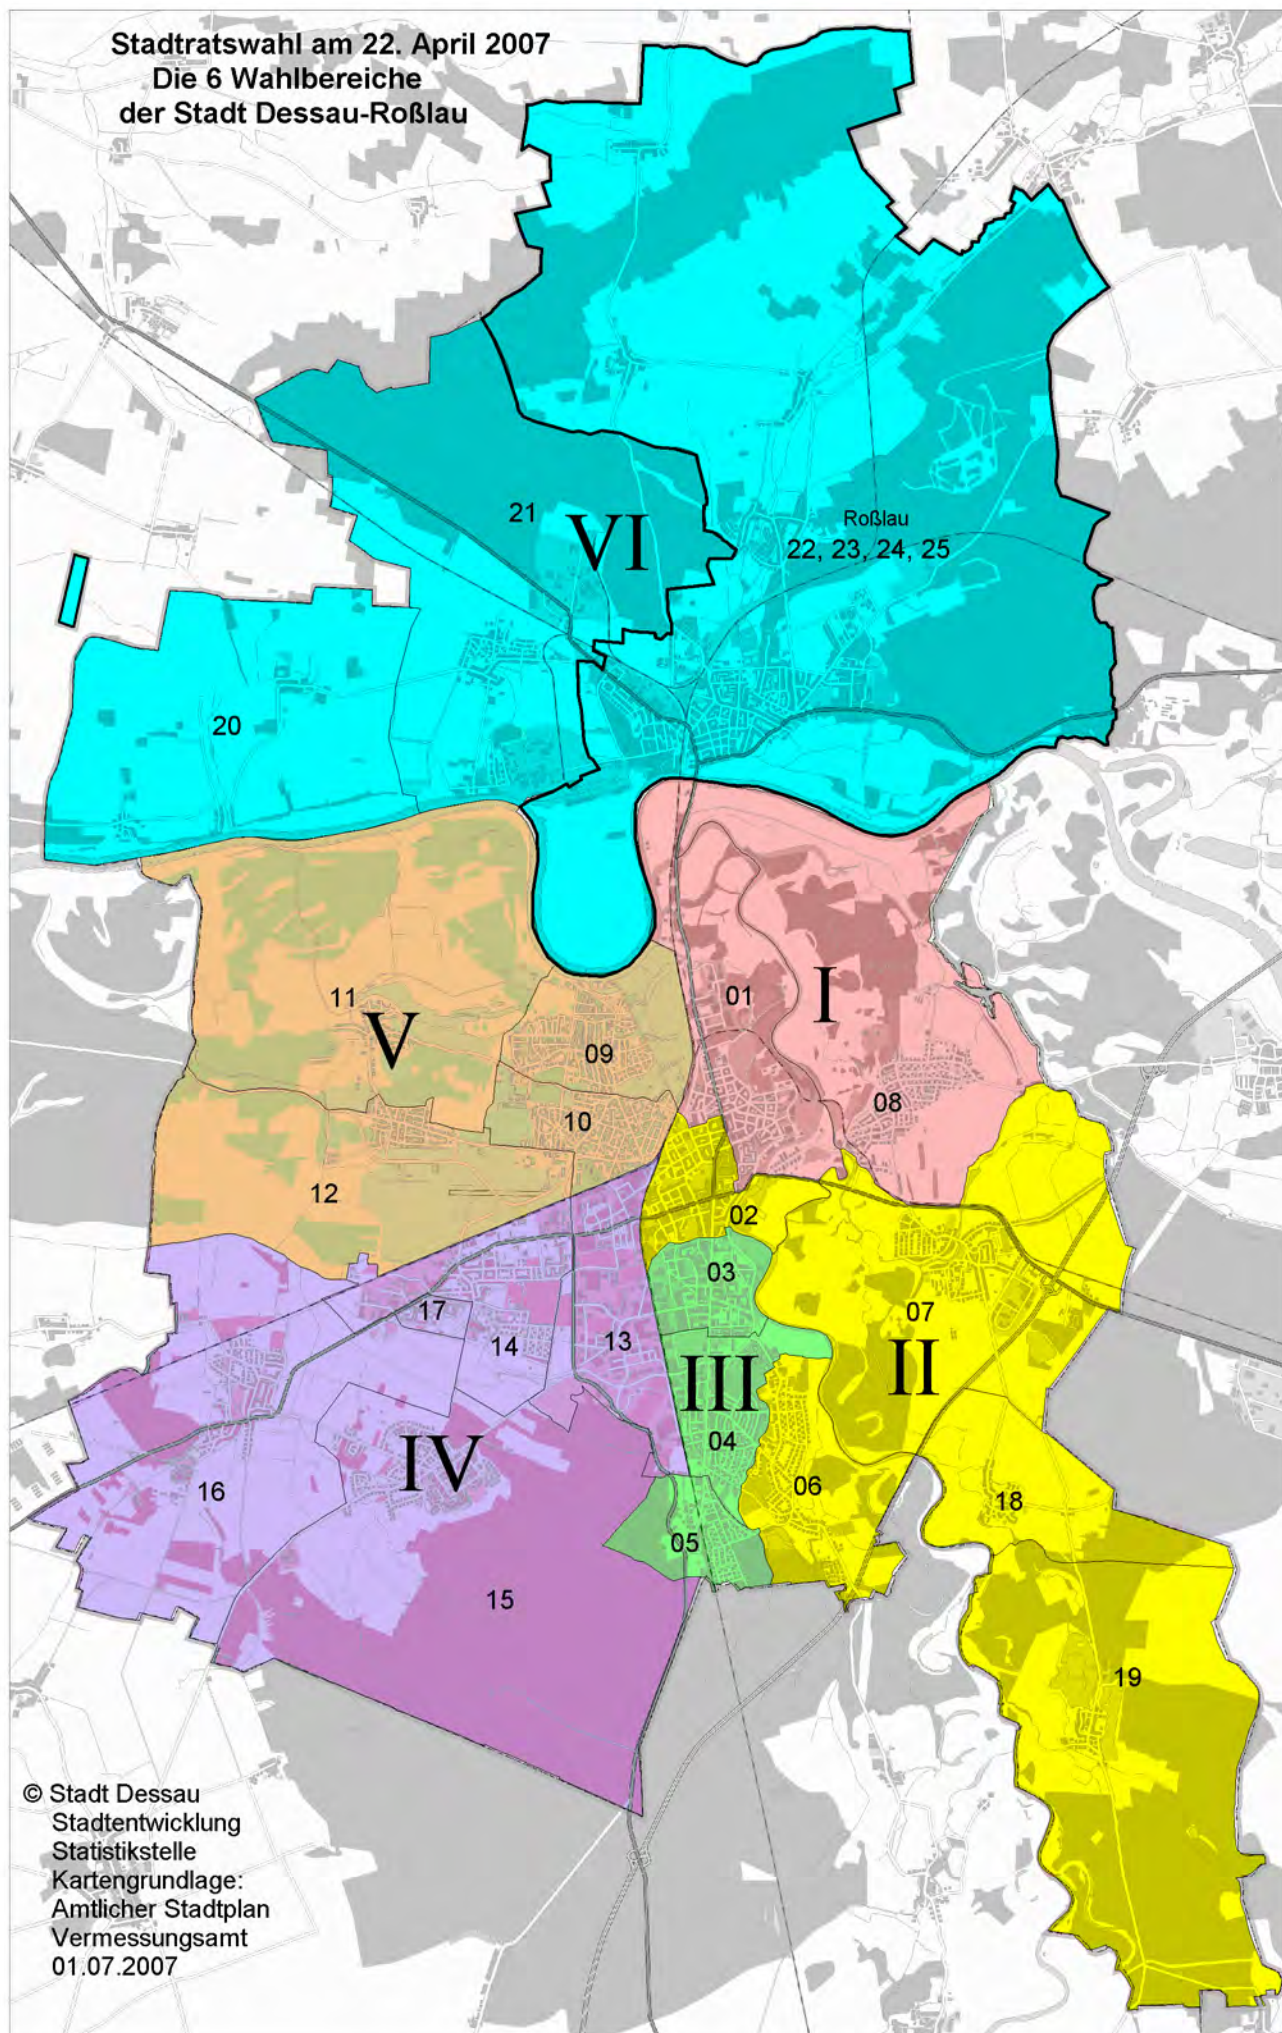 Stadtratswahl am 22. April 2007
Die 6 Wahlbereiche
der Stadt Dessau-Roßlau
21
VI
Roßlau
22, 23, 24, 25
20
11
V
01
I
09
08
10
12
02
03
07
17
14
13
III
II
04
IV
16
06
18
05
15
19
© Stadt Dessau
Stadtentwicklung
Statistikstelle
Kartengrundlage:
Amtlicher Stadtplan
Vermessungsamt
01.07.2007